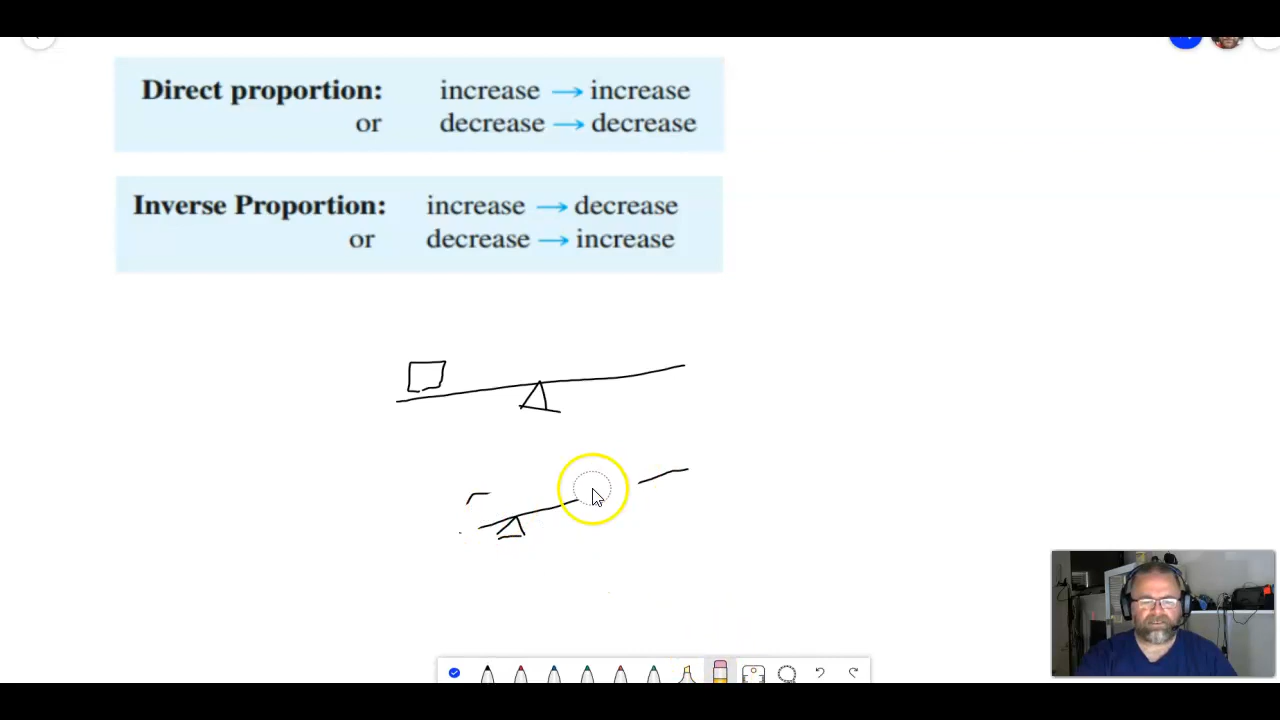 Direct proportion: increase → increase
or decrease → decrease
Inverse Proportion: increase → decrease
or decrease → increase